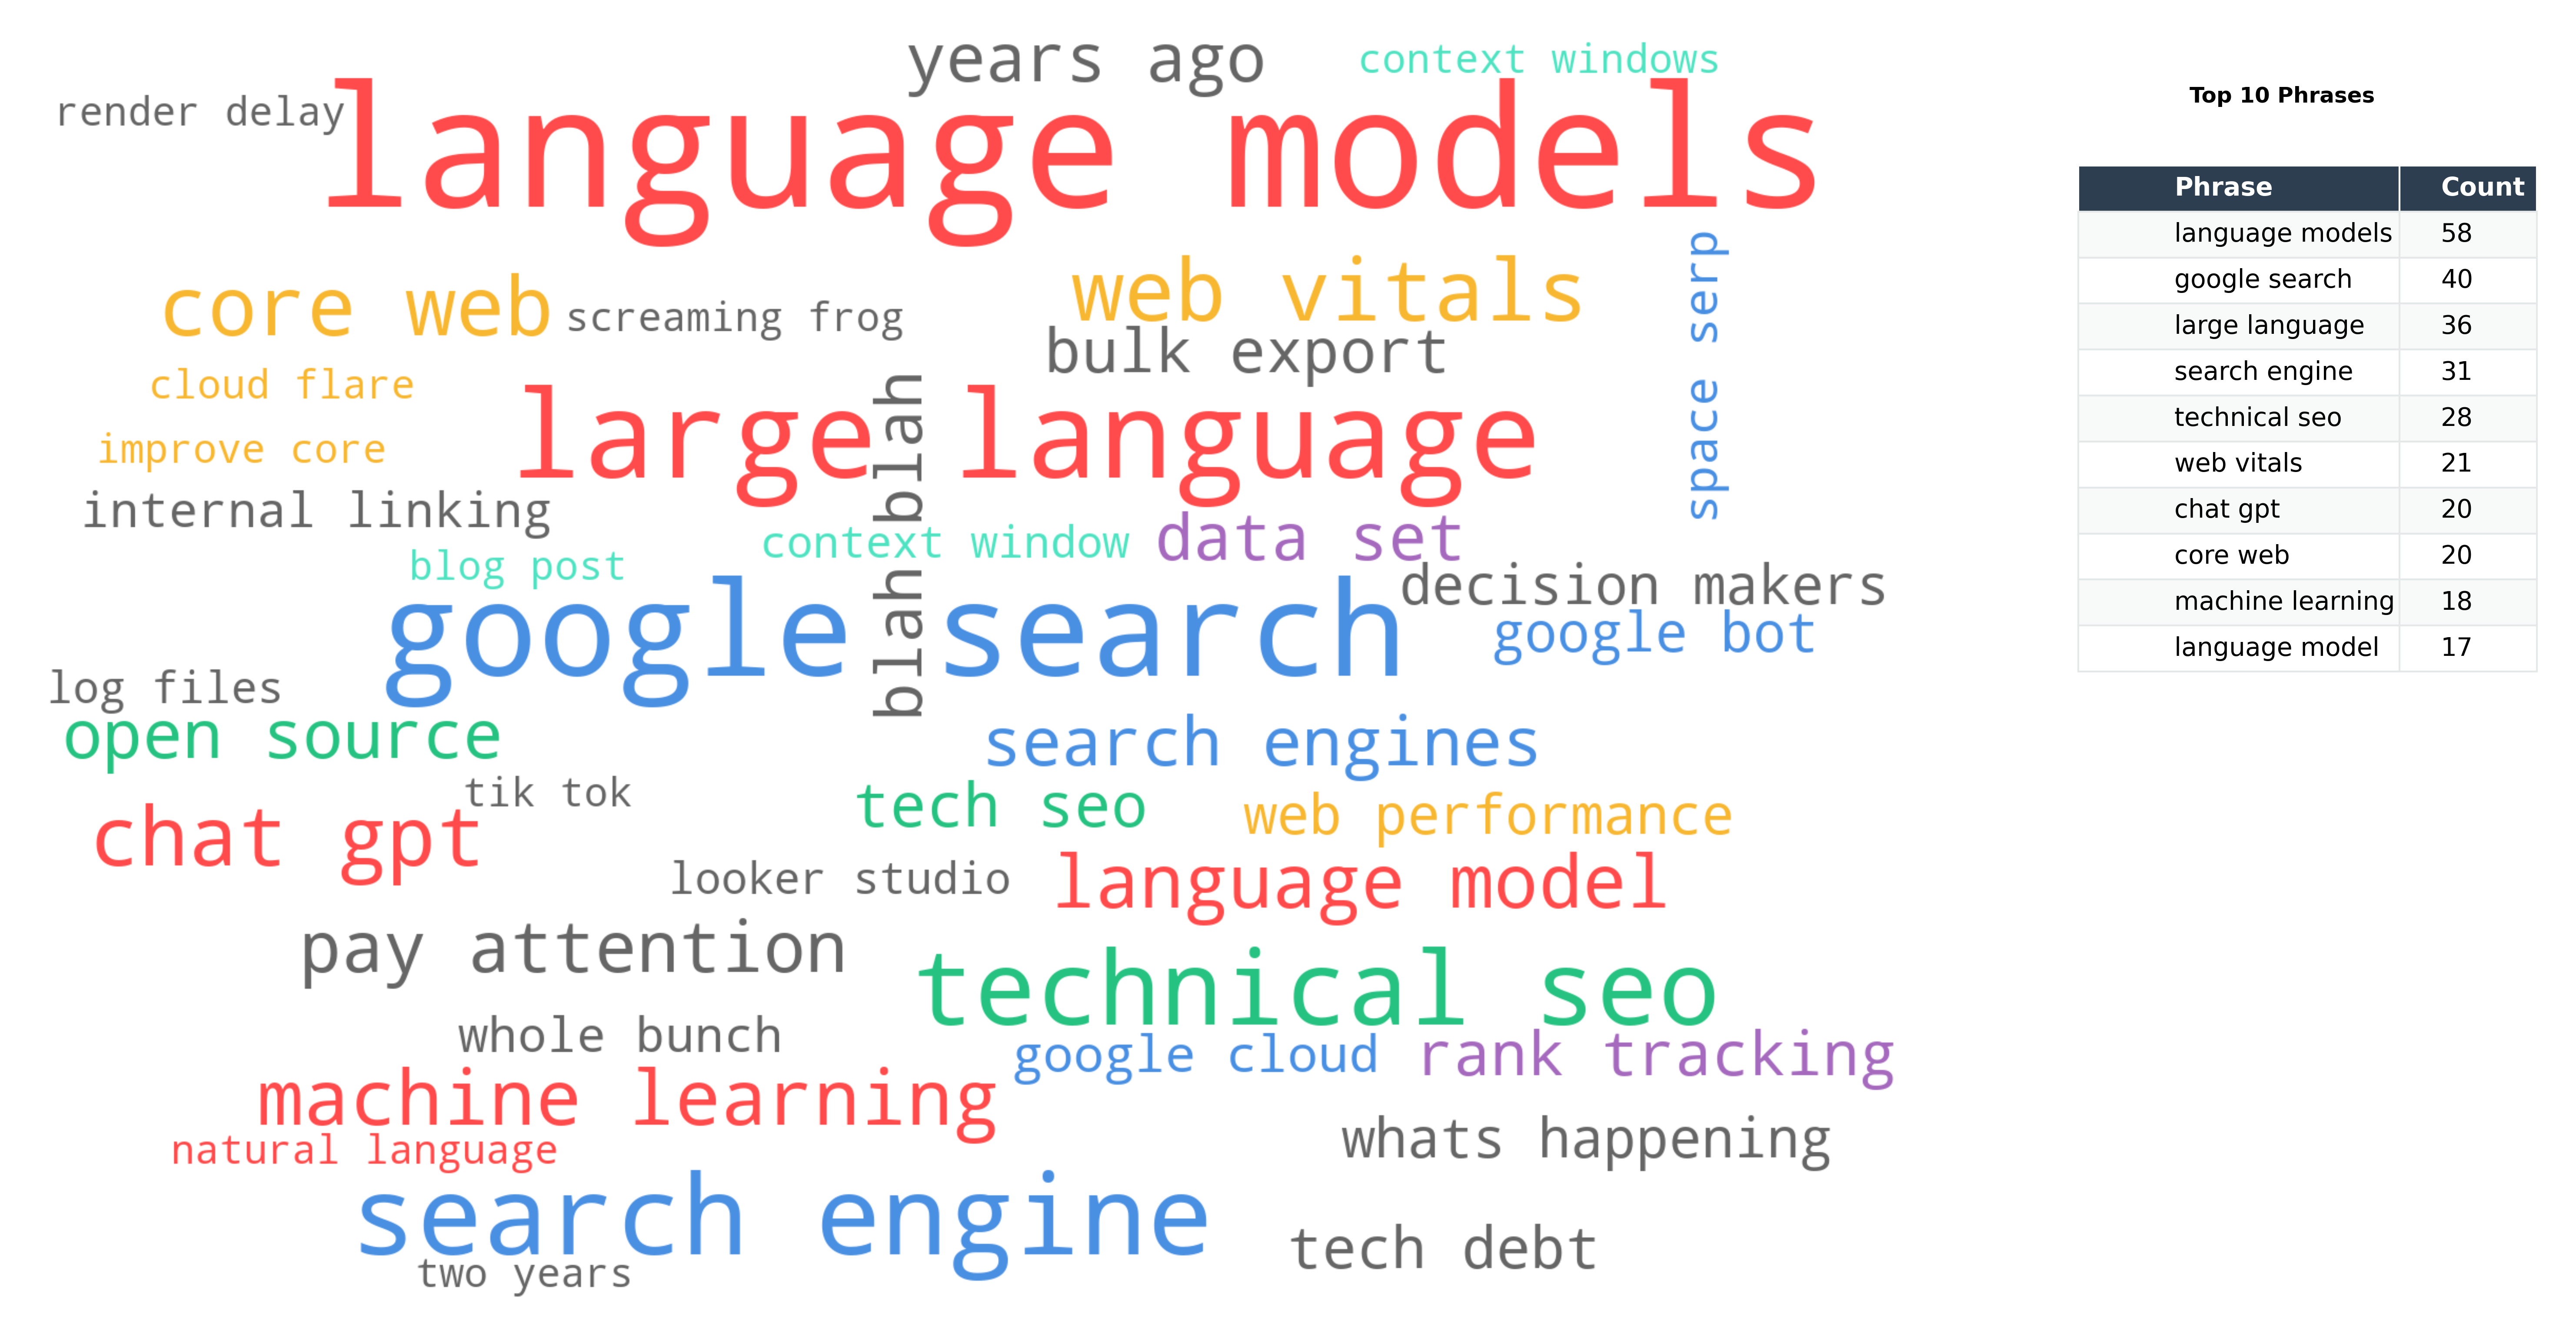 years ago
context windows
render delay
language models
space serp
core web
screaming frog
web vitals
bulk export
cloud flare
large language
blah blah
improve core
internal linking
context window
data set
blog post
decision makers
google search
google bot
log files
open source
search engines
tik tok
tech seo
web performance
chat gpt
looker studio
language model
pay attention
technical seo
whole bunch
google cloud
rank tracking
machine learning
natural language
whats happening
search engine
tech debt
two years
Top 10 Phrases
Phrase Count
language models 58
google search 40
large language 36
search engine 31
technical seo 28
web vitals 21
chat gpt 20
core web 20
machine learning 18
language model 17